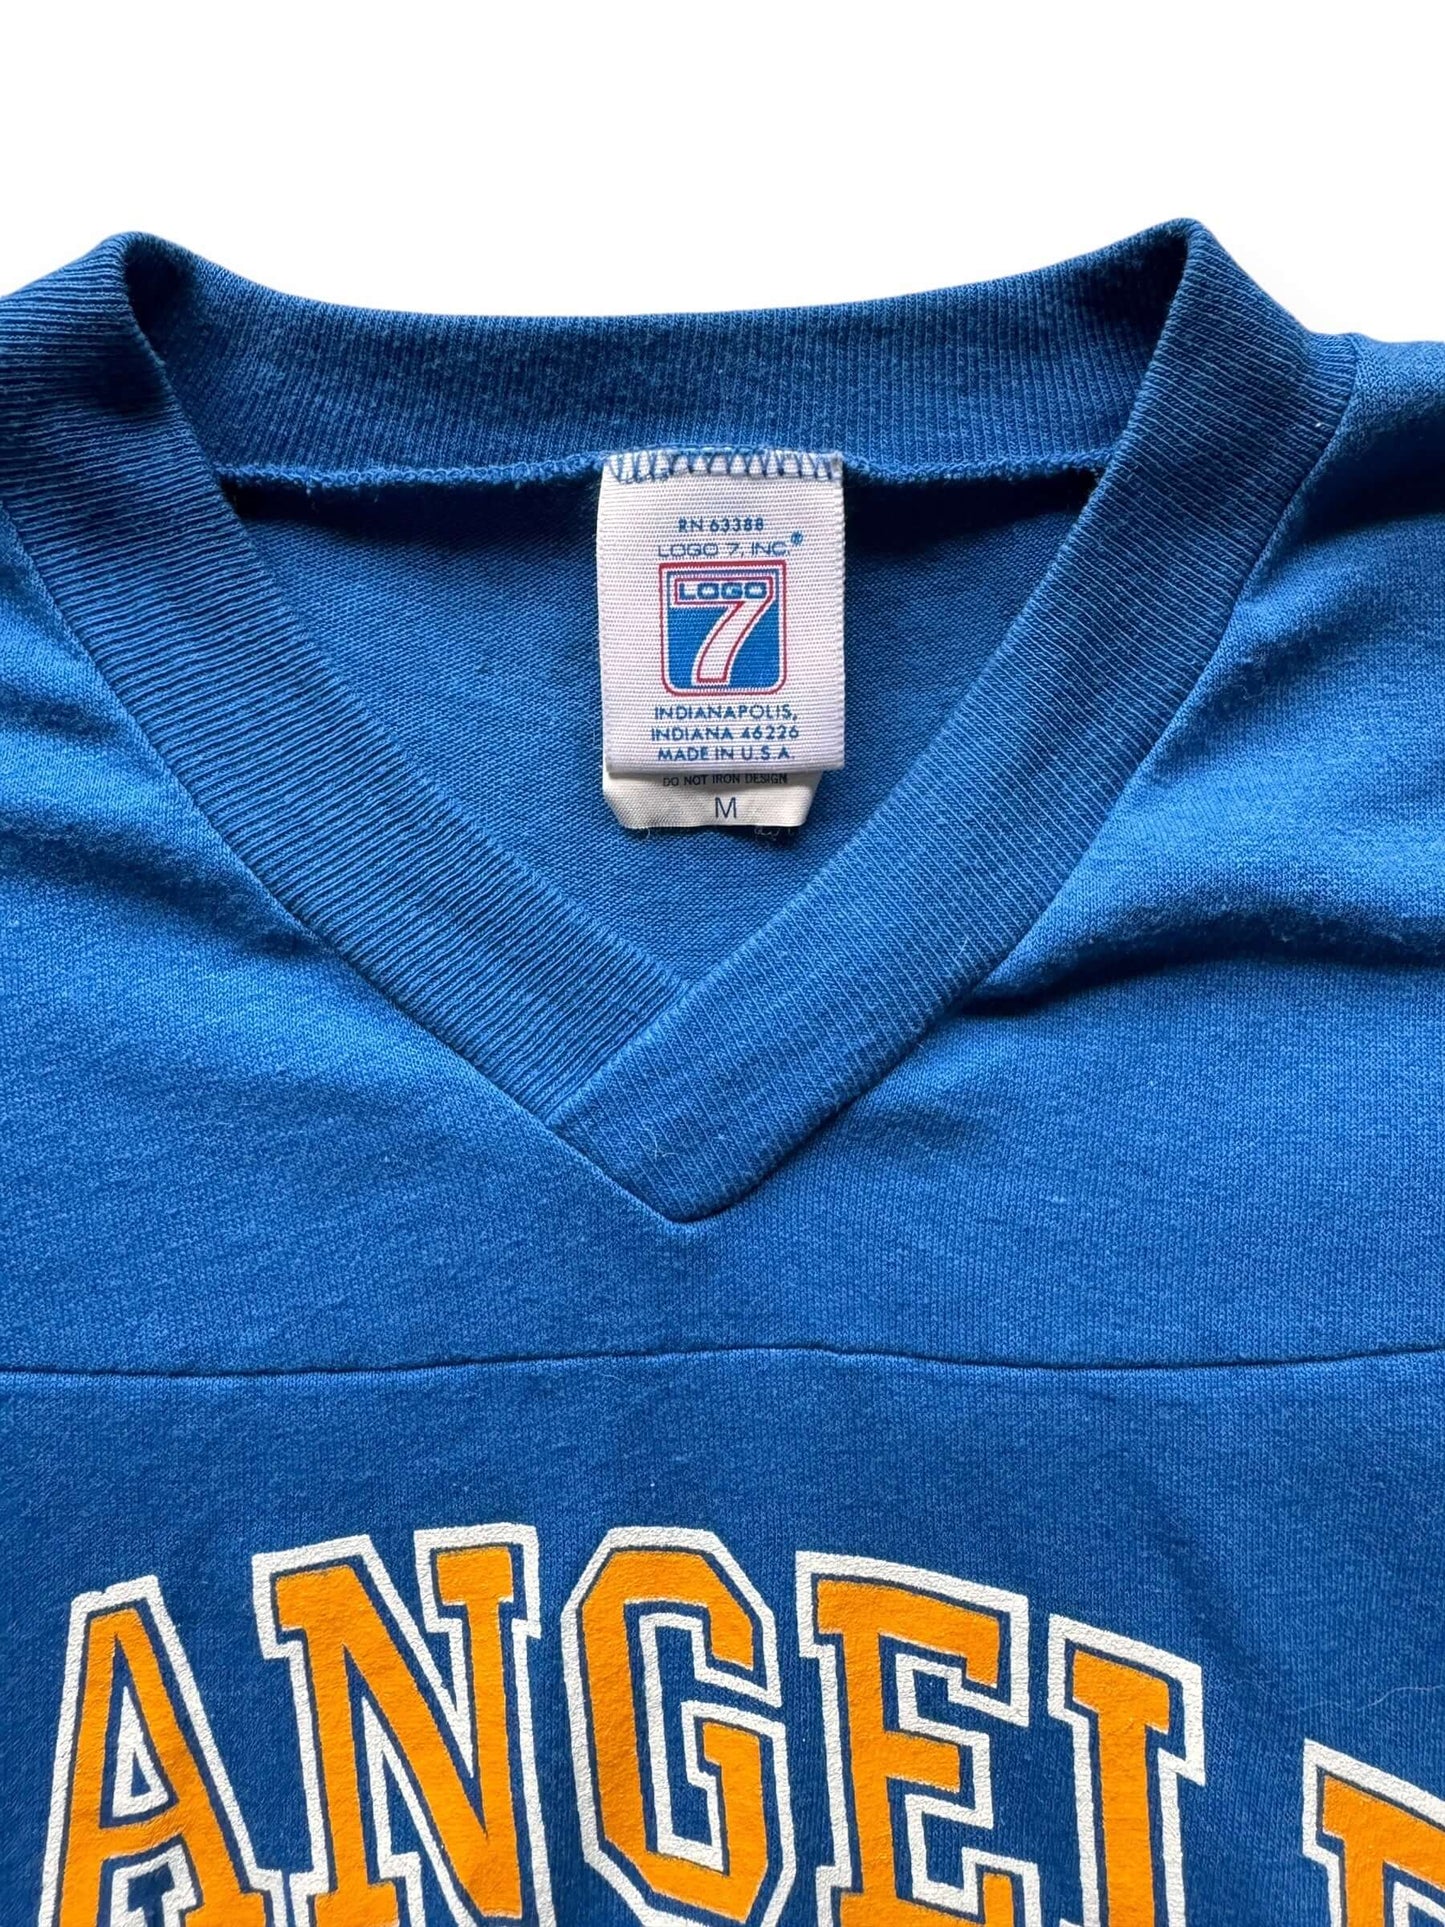 RN 63388
LOGO 7, INC.®
LOGO
7
INDIANAPOLIS,
INDIANA 46226
MADE IN U.S.A.
DO NOT IRON DESIGN
M
ANGEL